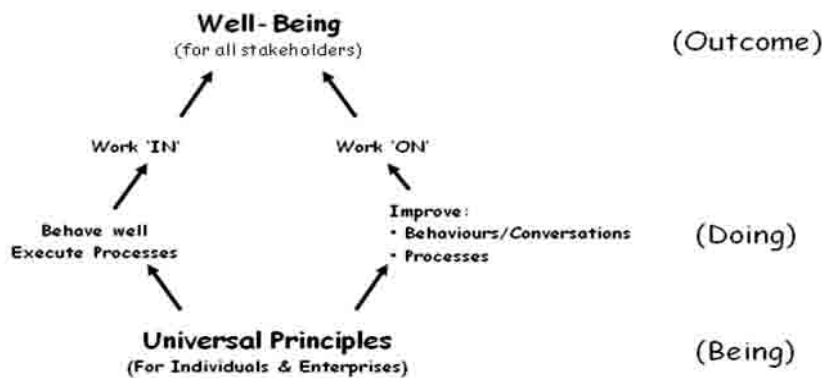 Well-Being
(for all stakeholders)
(Outcome)
Work 'IN'
Work 'ON'
Behave well
Execute Processes
Improve:
• Behaviours/Conversations
• Processes
(Doing)
Universal Principles
(For Individuals & Enterprises)
(Being)